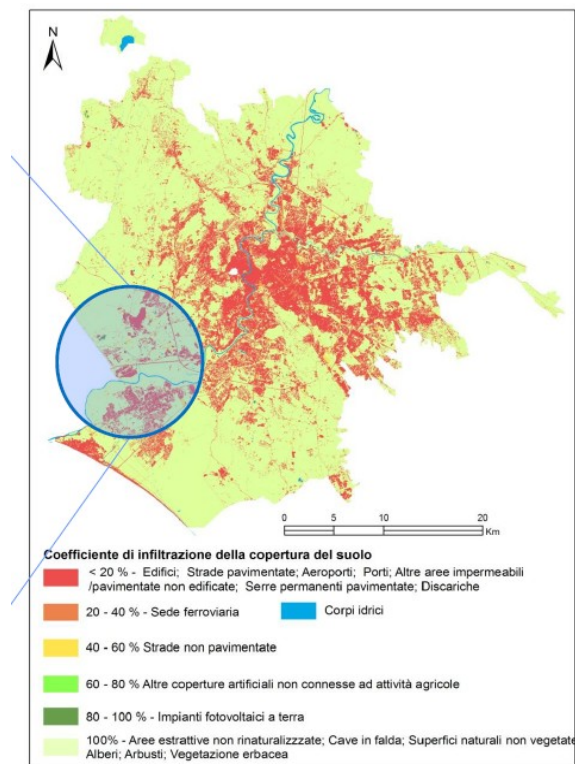 N
0 5 10 20
Km
Coefficiente di infiltrazione della copertura del suolo
< 20 % - Edifici; Strade pavimentate; Aeroporti; Porti; Altre aree impermeabili
/pavimentate non edificate; Serre permanenti pavimentate; Discariche
20 - 40 % - Sede ferroviaria
Corpi idrici
40 - 60 % Strade non pavimentate
60 - 80 % Altre coperture artificiali non connesse ad attività agricole
80 - 100 % - Impianti fotovoltaici a terra
100% - Aree estrattive non rinaturalizzzate; Cave in falda; Superfici naturali non vegetate
Alberi; Arbusti; Vegetazione erbacea